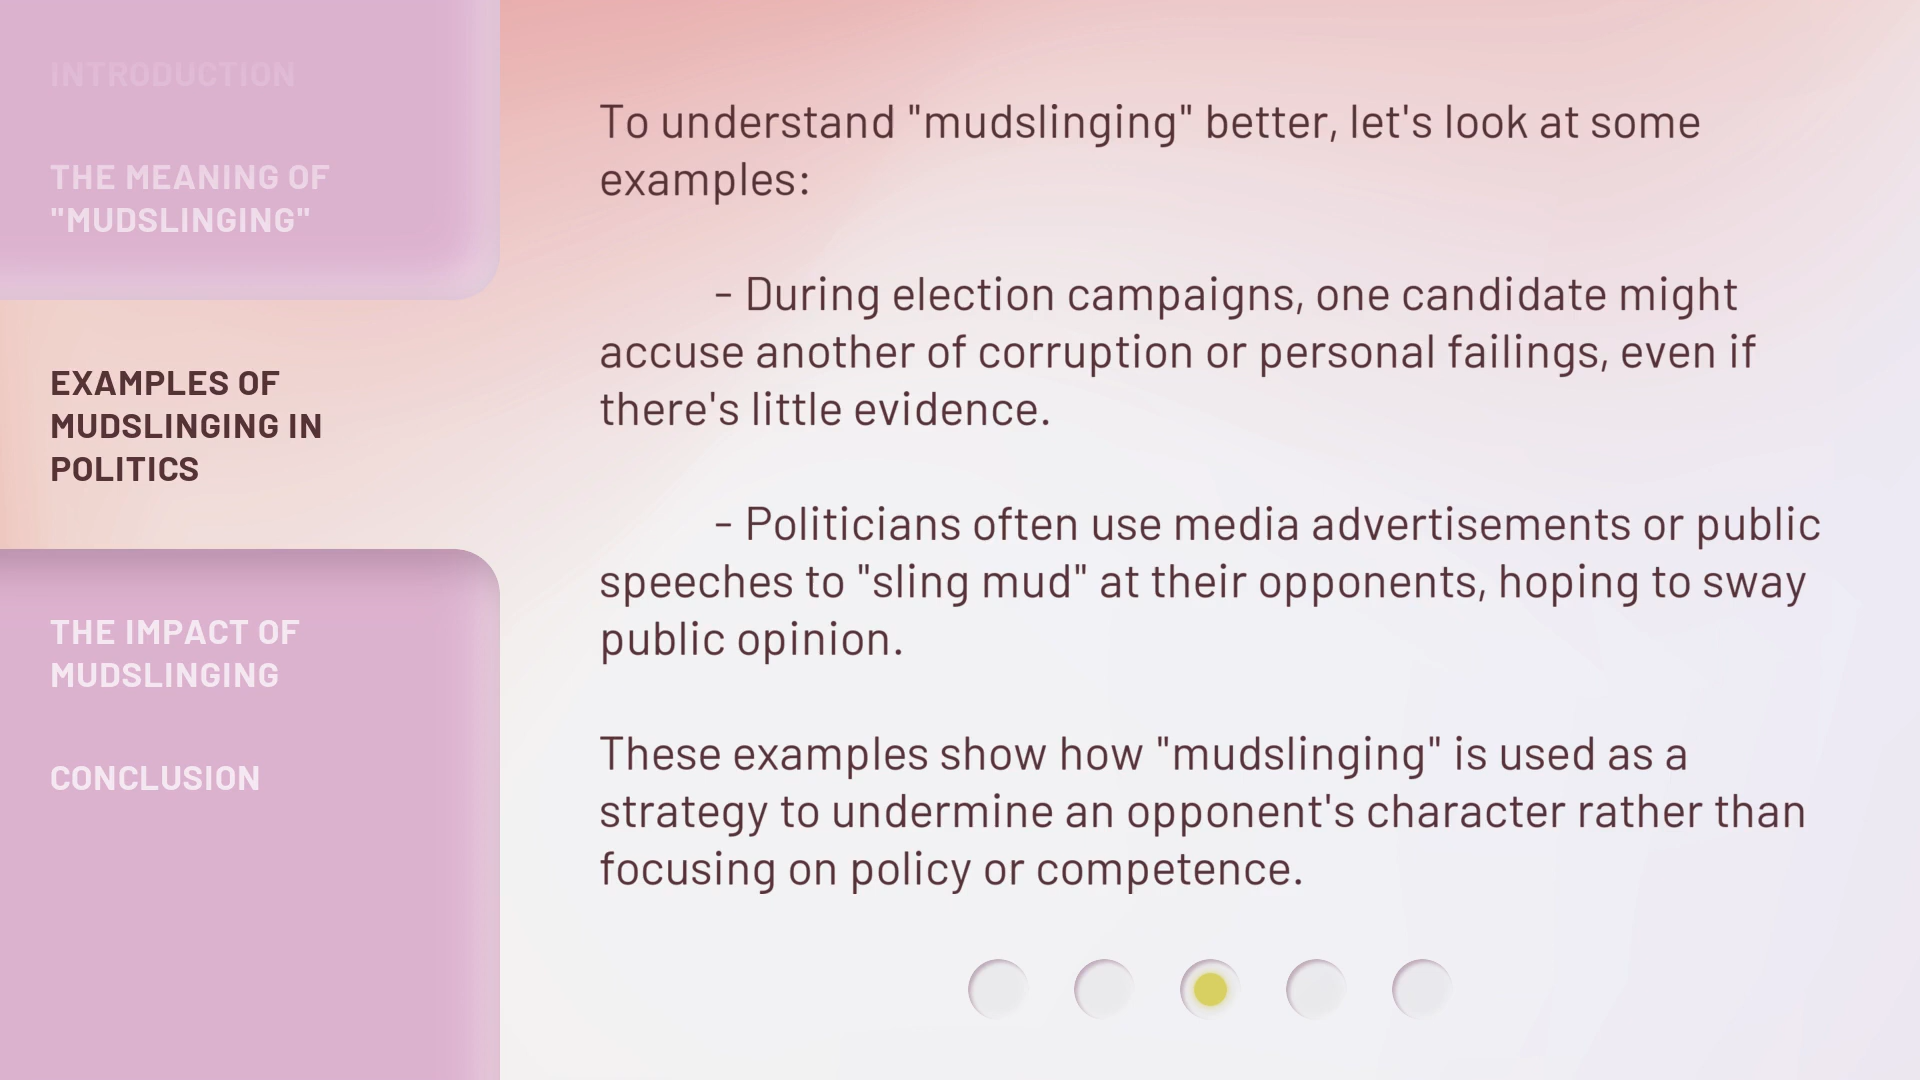 INTRODUCTION
THE MEANING OF
"MUDSLINGING"
EXAMPLES OF
MUDSLINGING IN
POLITICS
THE IMPACT OF
MUDSLINGING
CONCLUSION
To understand "mudslinging" better, let's look at some
examples:
- During election campaigns, one candidate might
accuse another of corruption or personal failings, even if
there's little evidence.
- Politicians often use media advertisements or public
speeches to "sling mud" at their opponents, hoping to sway
public opinion.
These examples show how "mudslinging" is used as a
strategy to undermine an opponent's character rather than
focusing on policy or competence.